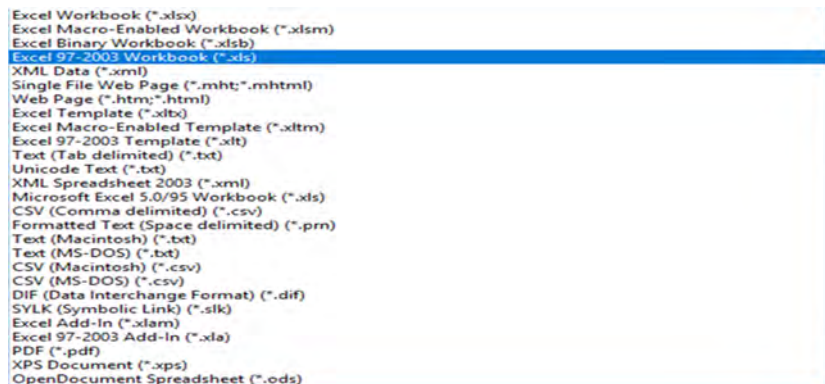 Excel Workbook (*.xlsx)
Excel Macro-Enabled Workbook (*.xlsm)
Excel Binary Workbook (*.xlsb)
Excel 97-2003 Workbook (*.xls)
XML Data (*.xml)
Single File Web Page (*.mht;*.mhtml)
Web Page (*.htm;*.html)
Excel Template (*.xltx)
Excel Macro-Enabled Template (*.xltm)
Excel 97-2003 Template (*.xlt)
Text (Tab delimited) (*.txt)
Unicode Text (*.txt)
XML Spreadsheet 2003 (*.xml)
Microsoft Excel 5.0/95 Workbook (*.xls)
CSV (Comma delimited) (*.csv)
Formatted Text (Space delimited) (*.prn)
Text (Macintosh) (*.txt)
Text (MS-DOS) (*.txt)
CSV (Macintosh) (*.csv)
CSV (MS-DOS) (*.csv)
DIF (Data Interchange Format) (*.dif)
SYLK (Symbolic Link) (*.slk)
Excel Add-In (*.xlam)
Excel 97-2003 Add-In (*.xla)
PDF (*.pdf)
XPS Document (*.xps)
OpenDocument Spreadsheet (*.ods)